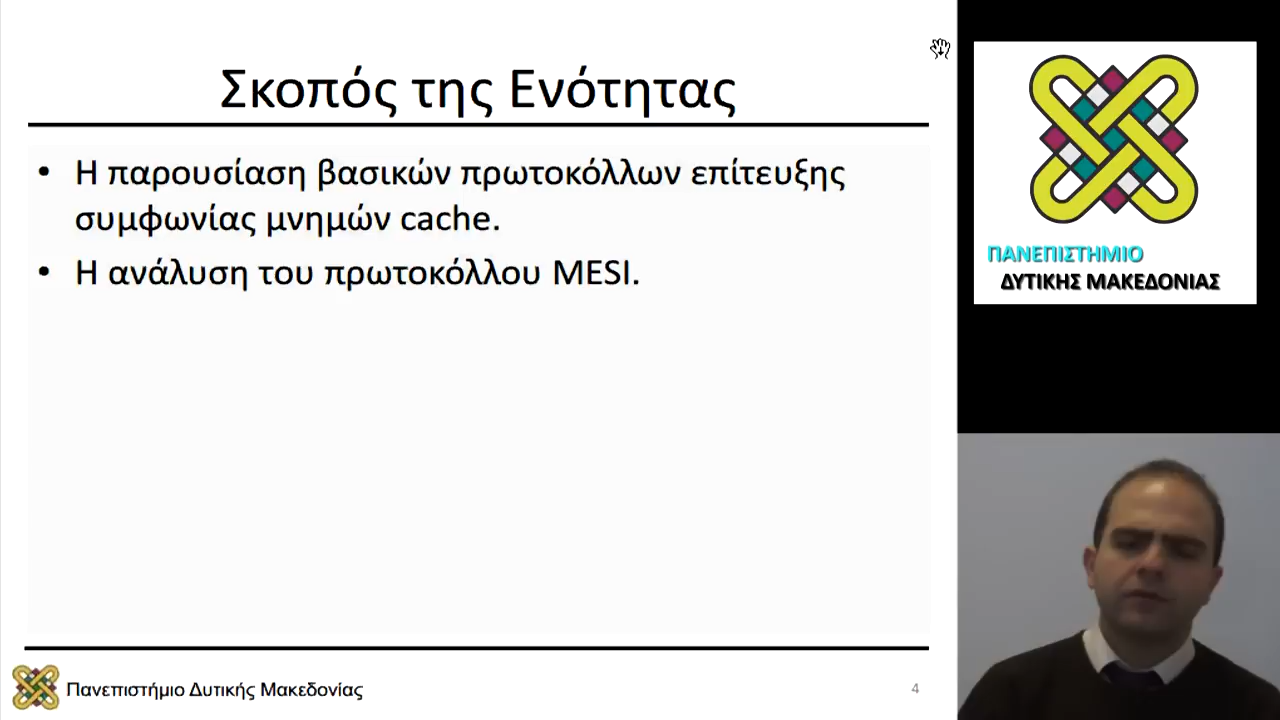 Σκοπός της Ενότητας
• Η παρουσίαση βασικών πρωτοκόλλων επίτευξης
συμφωνίας μνημών cache.
• Η ανάλυση του πρωτοκόλλου MESI.
Πανεπιστήμιο Δυτικής Μακεδονίας
4
ΠΑΝΕΠΙΣΤΗΜΙΟ
ΔΥΤΙΚΗΣ ΜΑΚΕΔΟΝΙΑΣ